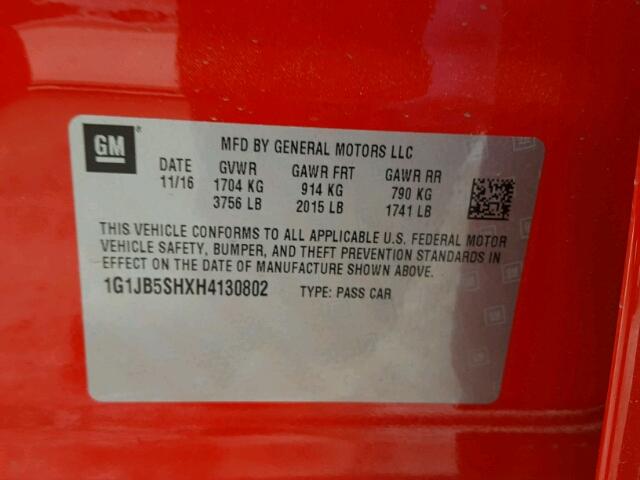 GM
MFD BY GENERAL MOTORS LLC
DATE GVWR GAWR FRT GAWR RR
11/16 1704 KG 914 KG 790 KG
3756 LB 2015 LB 1741 LB
THIS VEHICLE CONFORMS TO ALL APPLICABLE U.S. FEDERAL MOTOR
VEHICLE SAFETY, BUMPER, AND THEFT PREVENTION STANDARDS IN
EFFECT ON THE DATE OF MANUFACTURE SHOWN ABOVE.
1G1JB5SHXH4130802 TYPE: PASS CAR